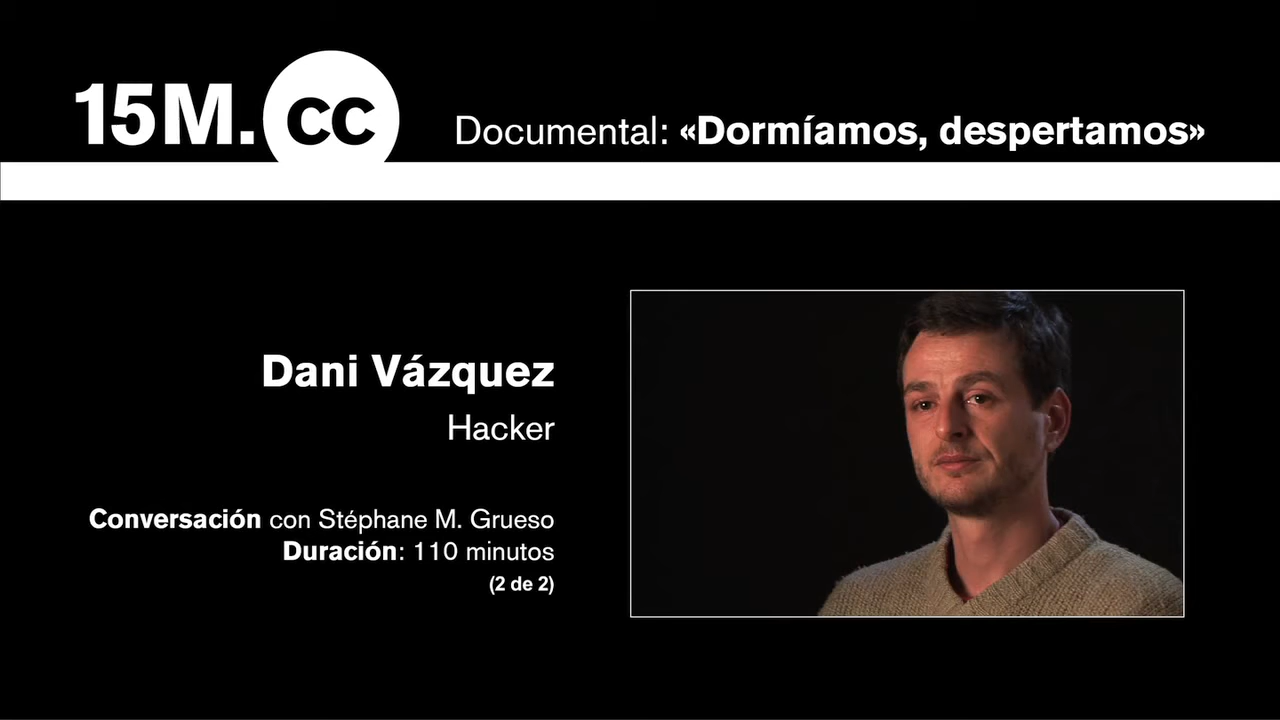 15M.cc
Documental: «Dormíamos, despertamos»
Dani Vázquez
Hacker
Conversación con Stéphane M. Grueso
Duración: 110 minutos
(2 de 2)